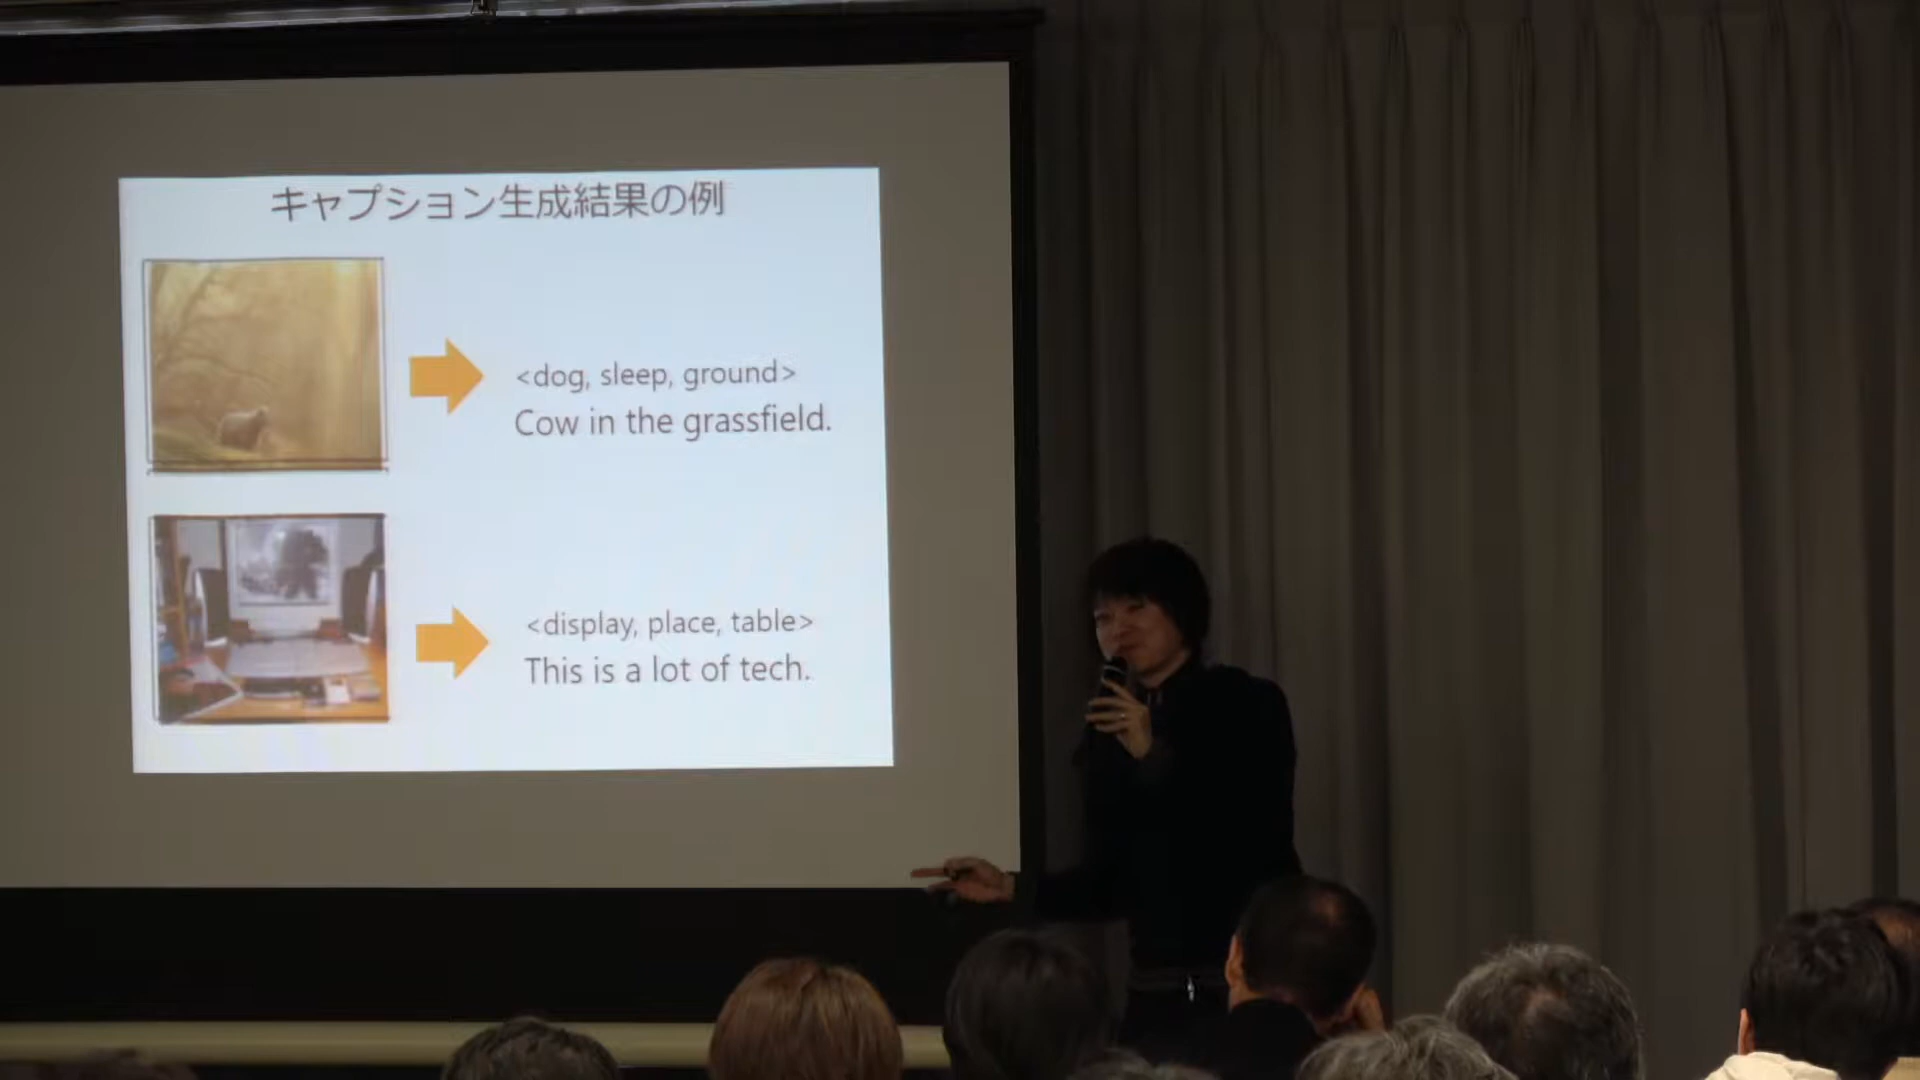 キャプション生成結果の例
<dog, sleep, ground>
Cow in the grassfield.
<display, place, table>
This is a lot of tech.